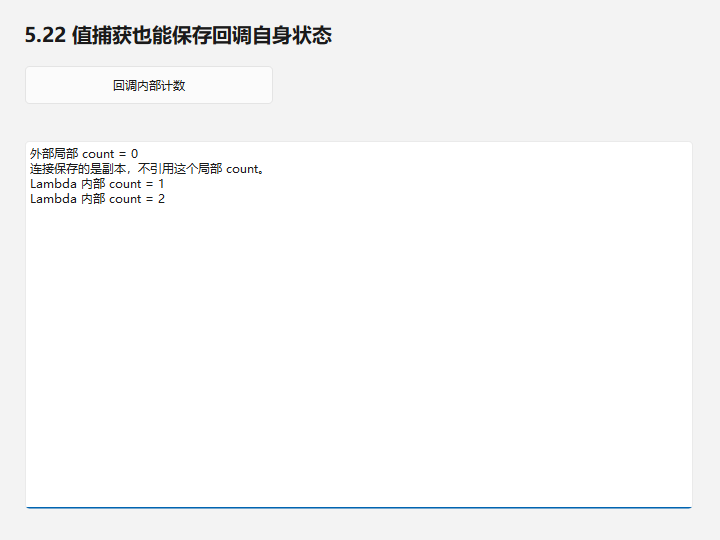 5.22 值捕获也能保存回调自身状态
回调内部计数
外部局部 count = 0
连接保存的是副本，不引用这个局部 count。
Lambda 内部 count = 1
Lambda 内部 count = 2